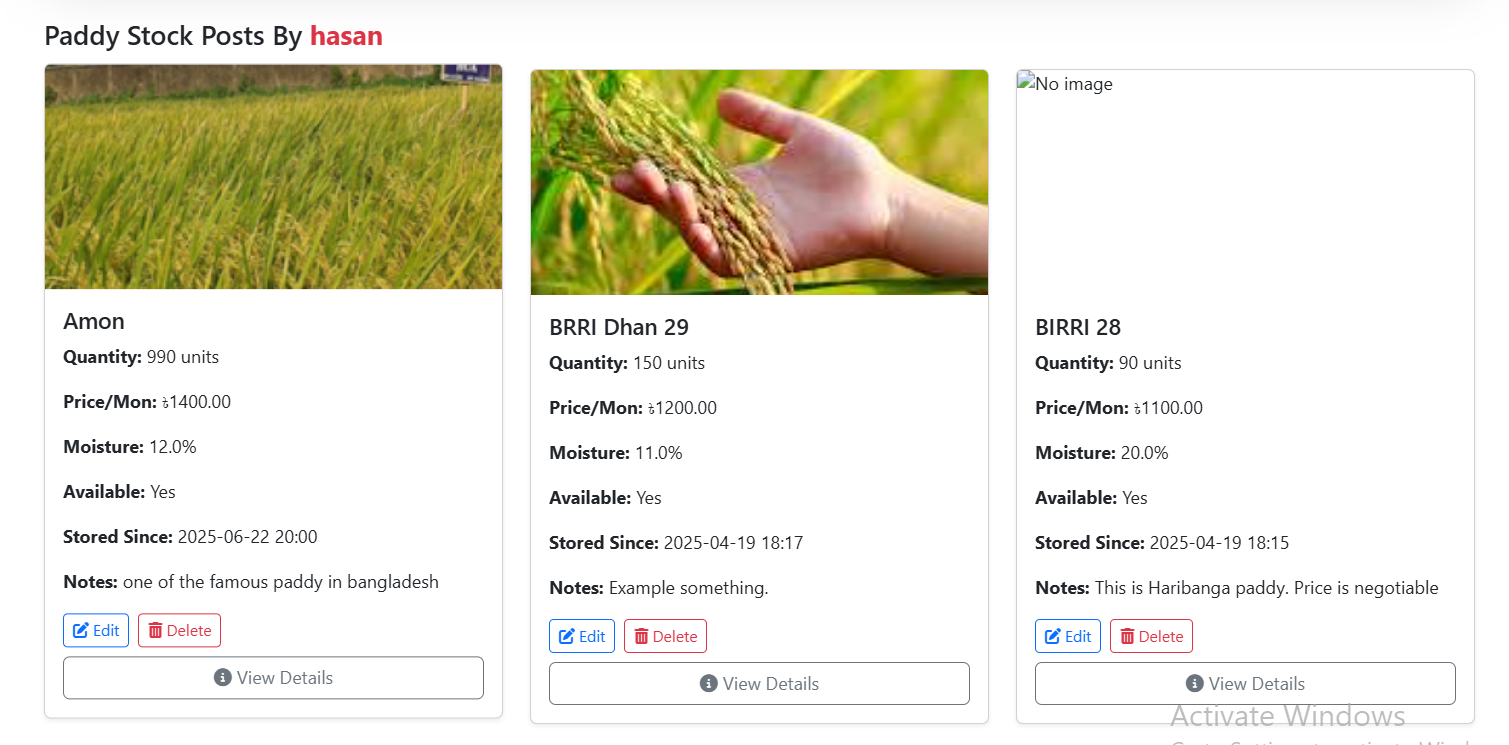 Paddy Stock Posts By hasan
Amon
Quantity: 990 units
Price/Mon: ৳1400.00
Moisture: 12.0%
Available: Yes
Stored Since: 2025-06-22 20:00
Notes: one of the famous paddy in bangladesh
Edit Delete
View Details
BRRI Dhan 29
Quantity: 150 units
Price/Mon: ৳1200.00
Moisture: 11.0%
Available: Yes
Stored Since: 2025-04-19 18:17
Notes: Example something.
Edit Delete
View Details
No image
BIRRI 28
Quantity: 90 units
Price/Mon: ৳1100.00
Moisture: 20.0%
Available: Yes
Stored Since: 2025-04-19 18:15
Notes: This is Haribanga paddy. Price is negotiable
Edit Delete
View Details
Activate Windows